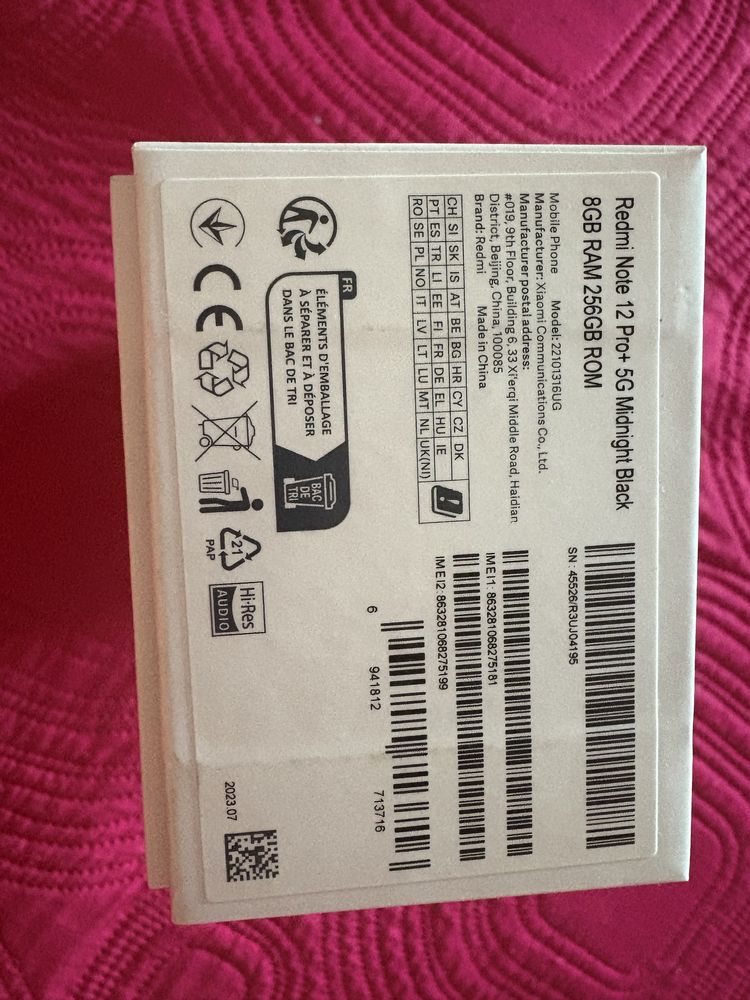 Redmi Note 12 Pro+ 5G Midnight Black
8GB RAM 256GB ROM
Mobile Phone Model: 22101316UG
Manufacturer: Xiaomi Communications Co., Ltd.
Manufacturer postal address:
#019, 9th Floor, Building 6, 33 Xi'erqi Middle Road, Haidian
District, Beijing, China, 100085
Brand: Redmi Made in China
CH SI SK IS AT BE BG HR CY CZ DK
PT ES TR LI EE FI FR DE EL HU IE
RO SE PL NO IT LV LT LU MT NL UK(NI)
SN: 45526/R3UJ04195
IMEI1: 863281068275181
IMEI2: 863281068275199
6 941812 713716
FR
ÉLÉMENTS D'EMBALLAGE
À SÉPARER ET À DÉPOSER
DANS LE BAC DE TRI
BAC
DE
TRI
CE
21
PAP
Hi-Res
AUDIO
2023.07